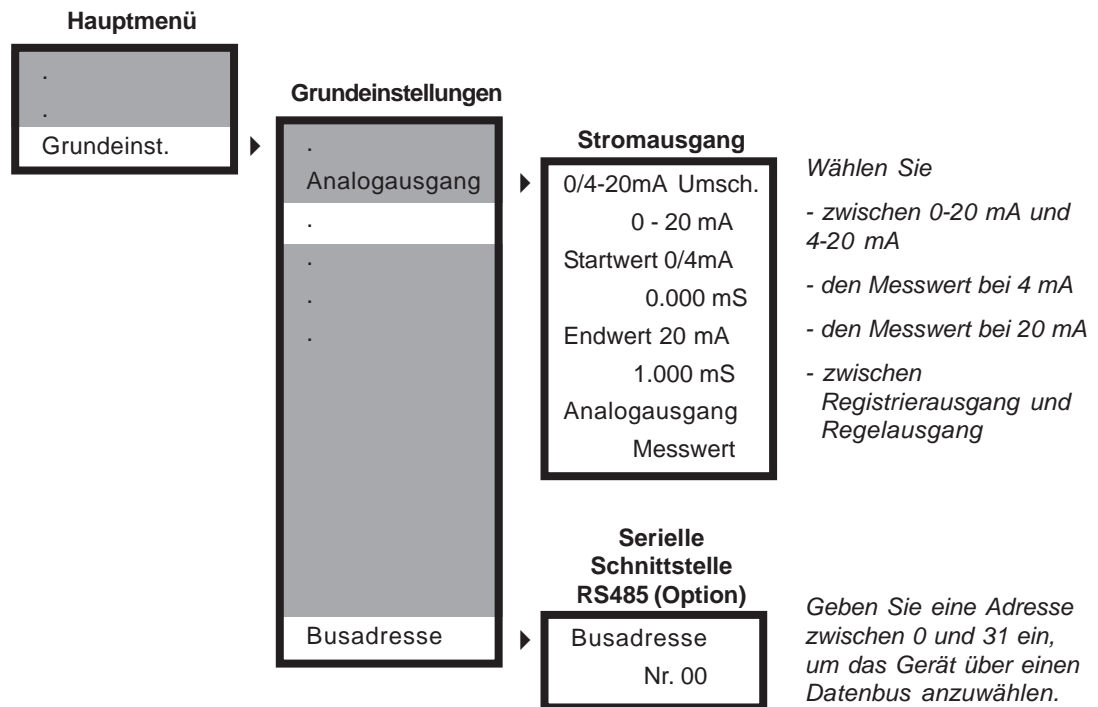 Hauptmenü
.
.
Grundeinst.
Grundeinstellungen
.
Analogausgang
.
.
.
.
Busadresse
Stromausgang
0/4-20mA Umsch.
0 - 20 mA
Startwert 0/4mA
0.000 mS
Endwert 20 mA
1.000 mS
Analogausgang
Messwert
Wählen Sie
- zwischen 0-20 mA und
4-20 mA
- den Messwert bei 4 mA
- den Messwert bei 20 mA
- zwischen
Registrierausgang und
Regelausgang
Serielle
Schnittstelle
RS485 (Option)
Busadresse
Nr. 00
Geben Sie eine Adresse
zwischen 0 und 31 ein,
um das Gerät über einen
Datenbus anzuwählen.